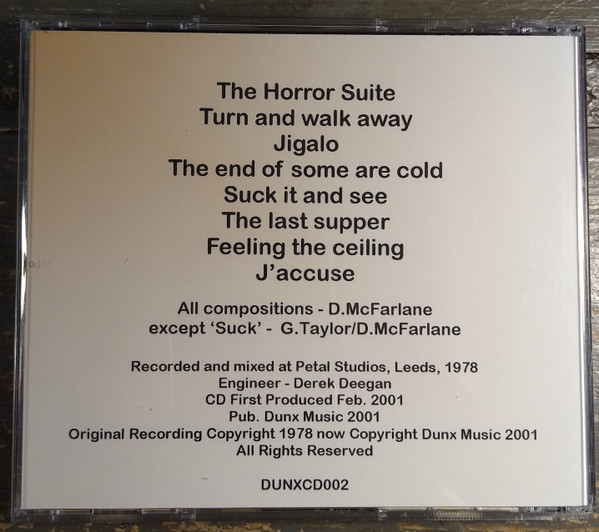 The Horror Suite
Turn and walk away
Jigalo
The end of some are cold
Suck it and see
The last supper
Feeling the ceiling
J'accuse
All compositions - D.McFarlane
except ‘Suck’ - G.Taylor/D.McFarlane
Recorded and mixed at Petal Studios, Leeds, 1978
Engineer - Derek Deegan
CD First Produced Feb. 2001
Pub. Dunx Music 2001
Original Recording Copyright 1978 now Copyright Dunx Music 2001
All Rights Reserved
DUNXCD002